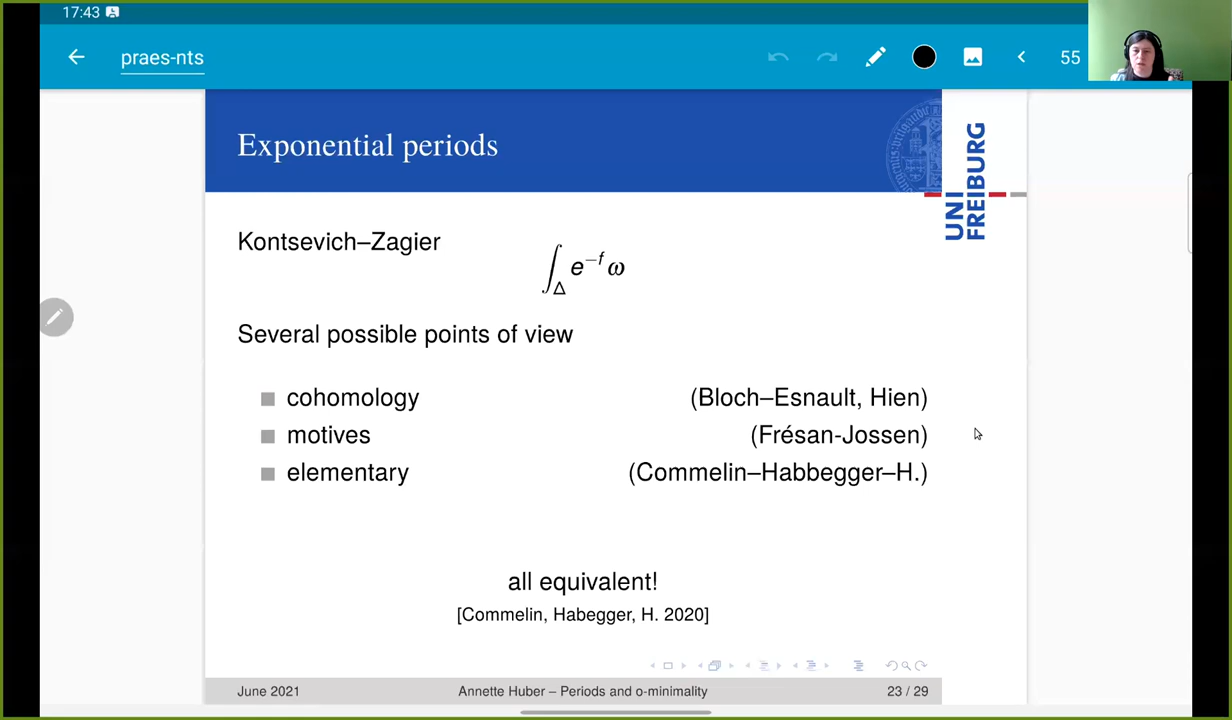 17:43
praes-nts
55
Exponential periods
UNI
FREIBURG
Kontsevich–Zagier
∫_Δ e^{−f} ω
Several possible points of view
cohomology (Bloch–Esnault, Hien)
motives (Frésan-Jossen)
elementary (Commelin–Habbegger–H.)
all equivalent!
[Commelin, Habegger, H. 2020]
June 2021 Annette Huber – Periods and o-minimality 23 / 29